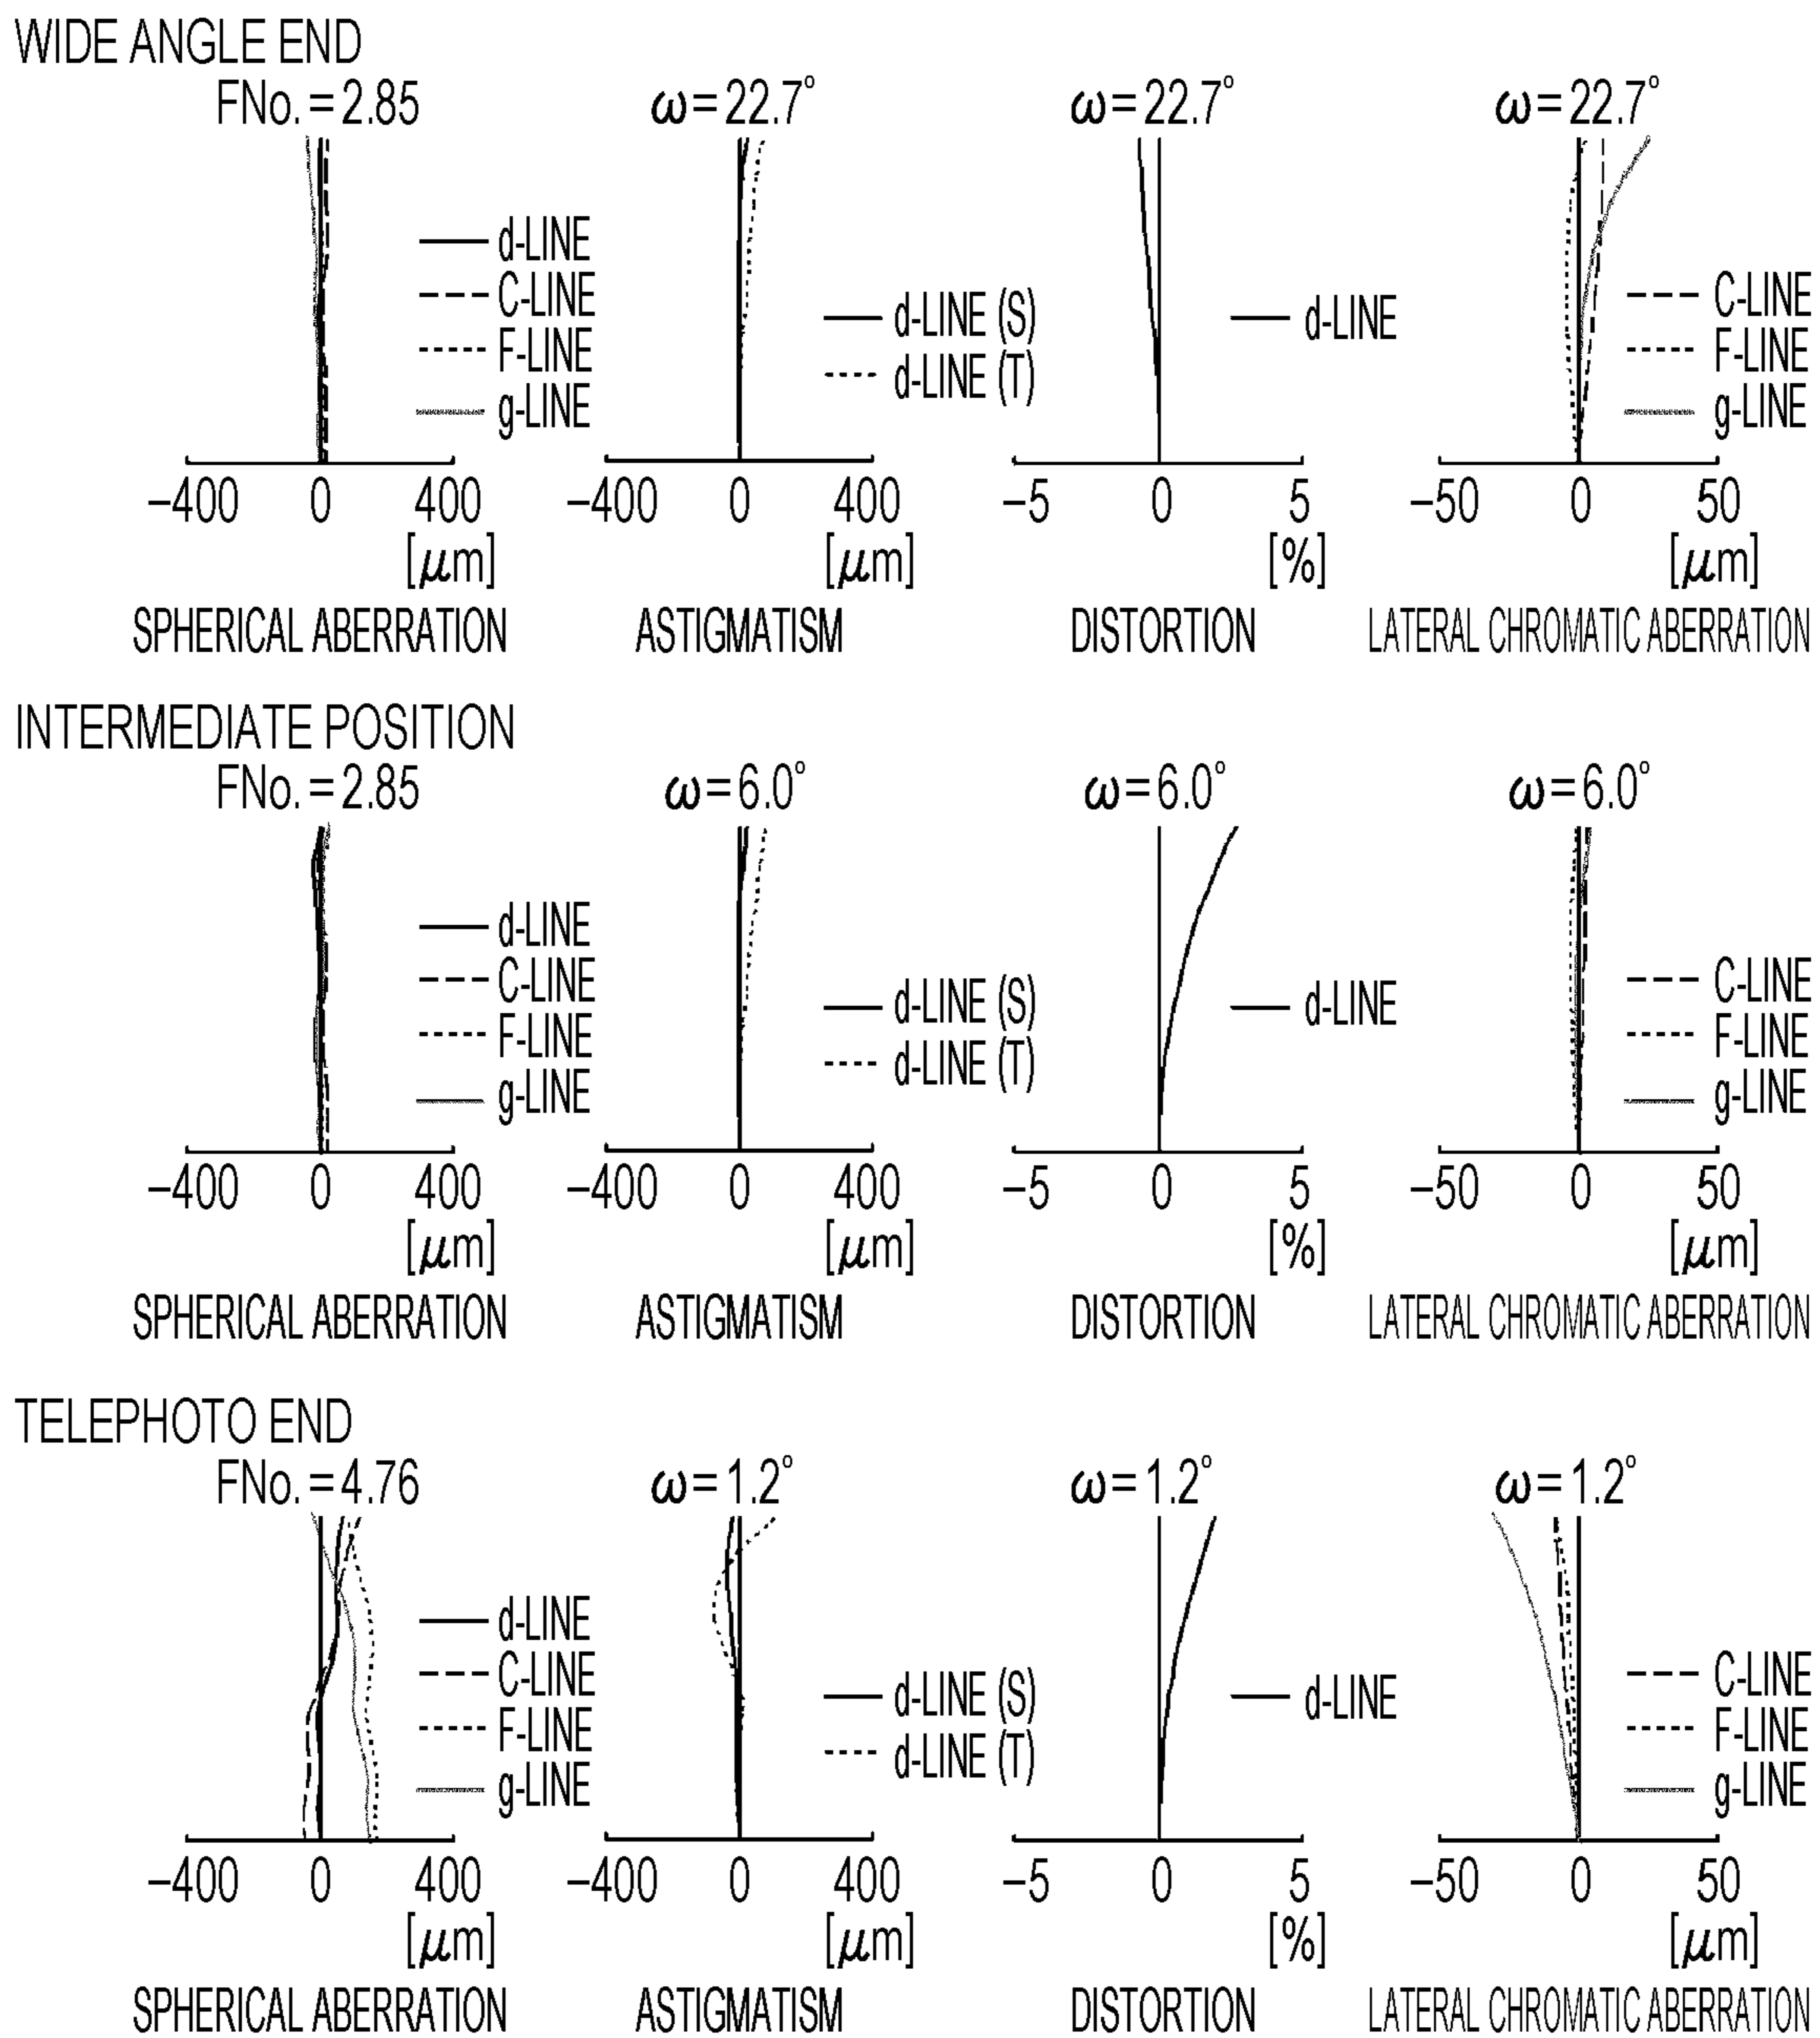 WIDE ANGLE END
FNo. = 2.85
ω = 22.7°
ω = 22.7°
ω = 22.7°
d-LINE
C-LINE
F-LINE
g-LINE
d-LINE (S)
d-LINE (T)
d-LINE
C-LINE
F-LINE
g-LINE
−400 0 400
−400 0 400
−5 0 5
−50 0 50
[μm]
[μm]
[%]
[μm]
SPHERICAL ABERRATION
ASTIGMATISM
DISTORTION
LATERAL CHROMATIC ABERRATION
INTERMEDIATE POSITION
FNo. = 2.85
ω = 6.0°
ω = 6.0°
ω = 6.0°
d-LINE
C-LINE
F-LINE
g-LINE
d-LINE (S)
d-LINE (T)
d-LINE
C-LINE
F-LINE
g-LINE
−400 0 400
−400 0 400
−5 0 5
−50 0 50
[μm]
[μm]
[%]
[μm]
SPHERICAL ABERRATION
ASTIGMATISM
DISTORTION
LATERAL CHROMATIC ABERRATION
TELEPHOTO END
FNo. = 4.76
ω = 1.2°
ω = 1.2°
ω = 1.2°
d-LINE
C-LINE
F-LINE
g-LINE
d-LINE (S)
d-LINE (T)
d-LINE
C-LINE
F-LINE
g-LINE
−400 0 400
−400 0 400
−5 0 5
−50 0 50
[μm]
[μm]
[%]
[μm]
SPHERICAL ABERRATION
ASTIGMATISM
DISTORTION
LATERAL CHROMATIC ABERRATION